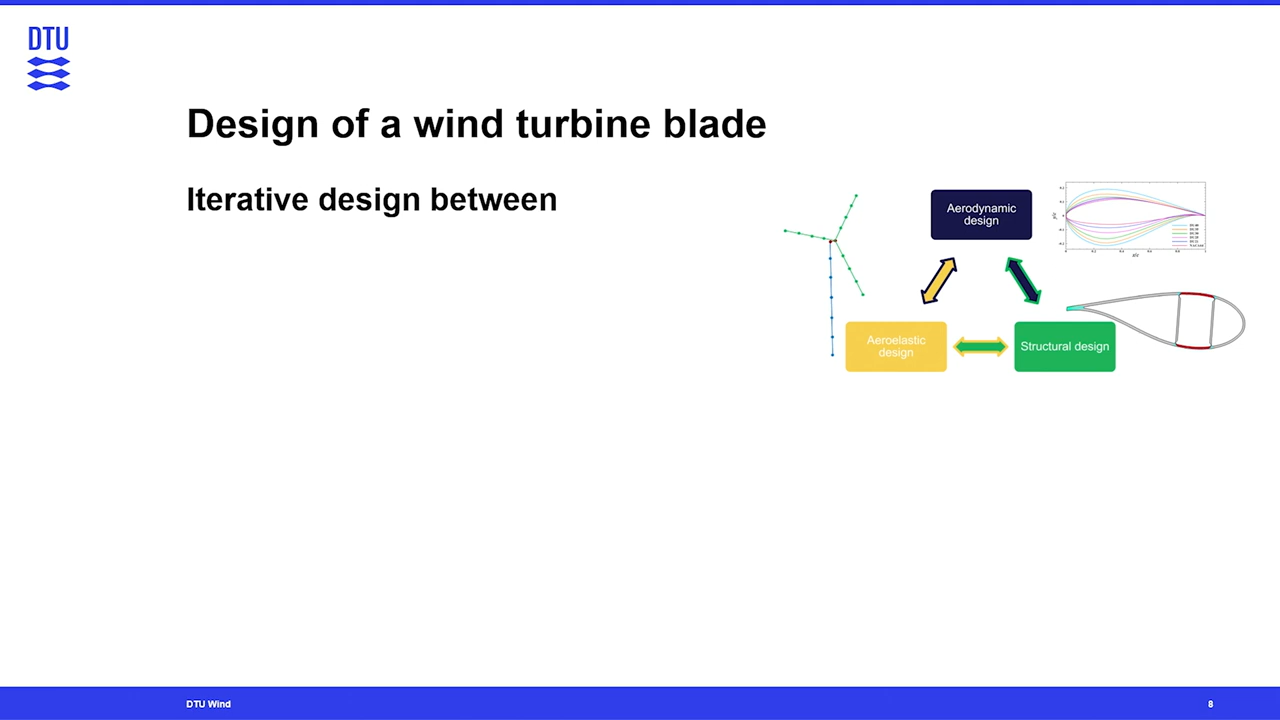 DTU
Design of a wind turbine blade
Iterative design between
Aerodynamic
design
Aeroelastic
design
Structural design
DTU Wind
8